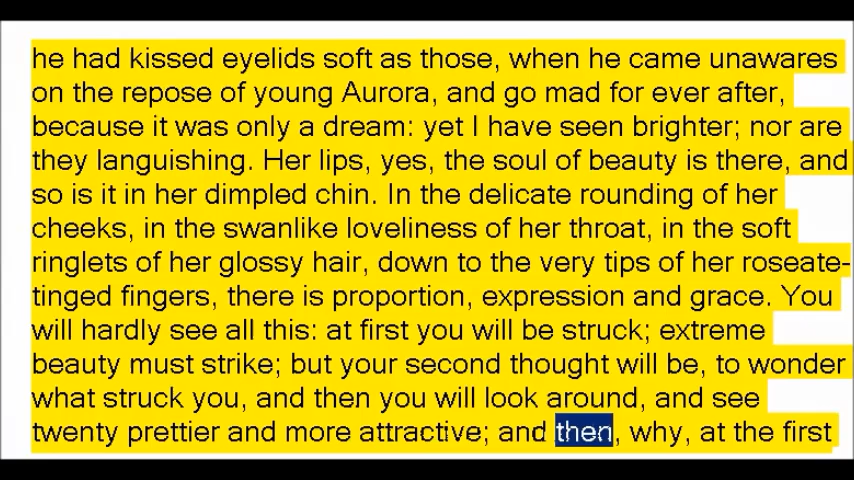 he had kissed eyelids soft as those, when he came unawares
on the repose of young Aurora, and go mad for ever after,
because it was only a dream: yet I have seen brighter; nor are
they languishing. Her lips, yes, the soul of beauty is there, and
so is it in her dimpled chin. In the delicate rounding of her
cheeks, in the swanlike loveliness of her throat, in the soft
ringlets of her glossy hair, down to the very tips of her roseate-
tinged fingers, there is proportion, expression and grace. You
will hardly see all this: at first you will be struck; extreme
beauty must strike; but your second thought will be, to wonder
what struck you, and then you will look around, and see
twenty prettier and more attractive; and then, why, at the first